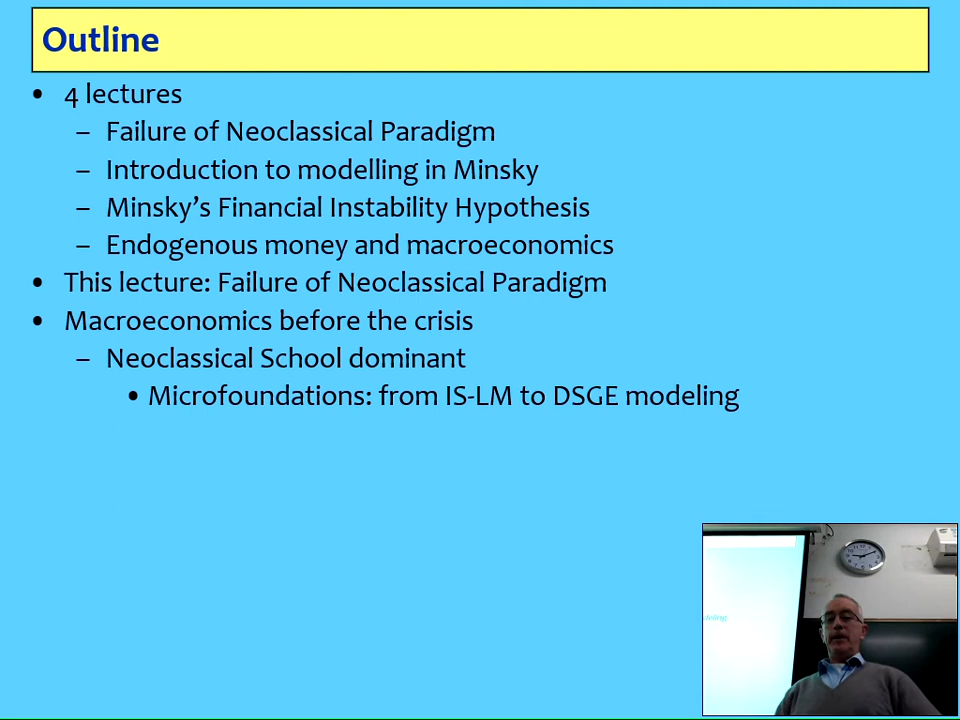 Outline
• 4 lectures
– Failure of Neoclassical Paradigm
– Introduction to modelling in Minsky
– Minsky’s Financial Instability Hypothesis
– Endogenous money and macroeconomics
• This lecture: Failure of Neoclassical Paradigm
• Macroeconomics before the crisis
– Neoclassical School dominant
• Microfoundations: from IS-LM to DSGE modeling
deling